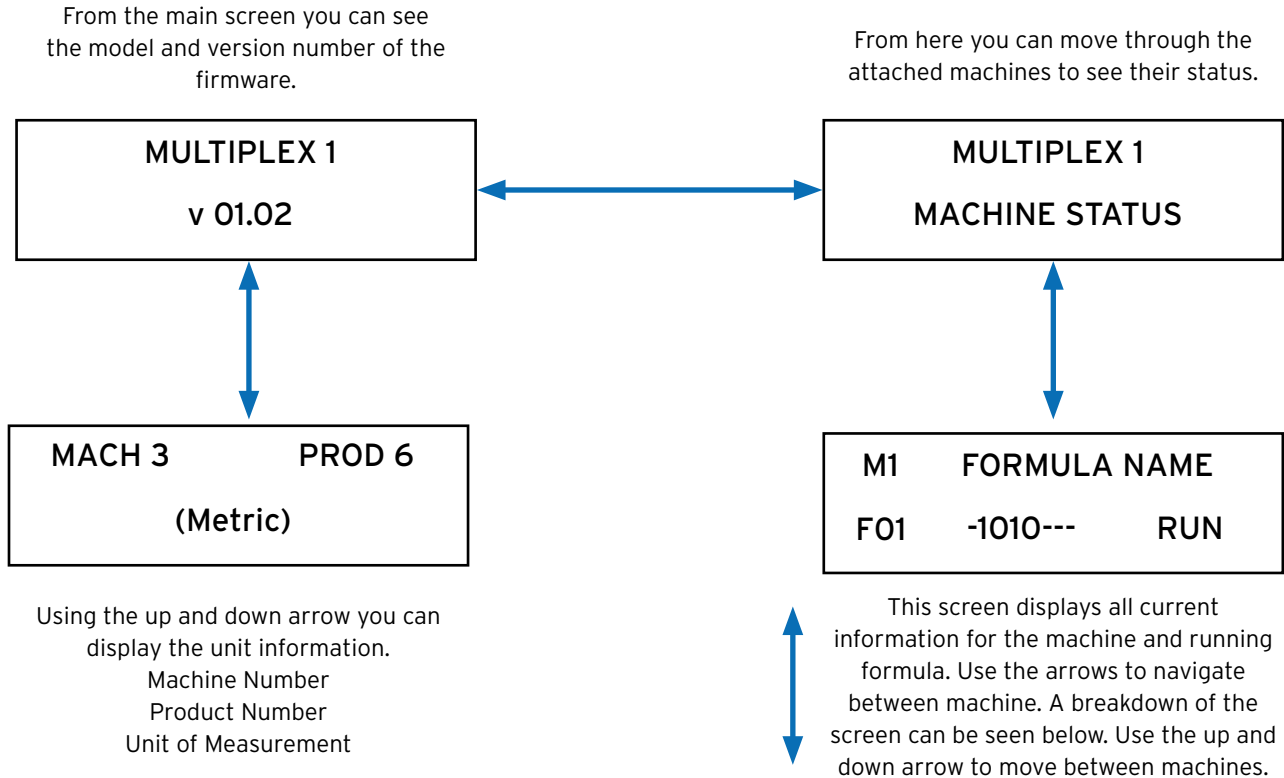 From the main screen you can see
the model and version number of the
firmware.
From here you can move through the
attached machines to see their status.
MULTIPLEX 1
v 01.02
MULTIPLEX 1
MACHINE STATUS
MACH 3 PROD 6
(Metric)
M1 FORMULA NAME
F01 -1010--- RUN
Using the up and down arrow you can
display the unit information.
Machine Number
Product Number
Unit of Measurement
This screen displays all current
information for the machine and running
formula. Use the arrows to navigate
between machine. A breakdown of the
screen can be seen below. Use the up and
down arrow to move between machines.